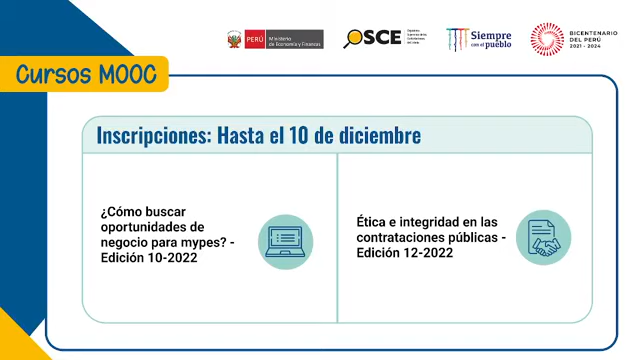 PERÚ
Ministerio
de Economía y Finanzas
OSCE
Siempre
con el pueblo
BICENTENARIO
DEL PERÚ
2021 - 2024
Cursos MOOC
Inscripciones: Hasta el 10 de diciembre
¿Cómo buscar
oportunidades de
negocio para mypes? -
Edición 10-2022
Ética e integridad en las
contrataciones públicas -
Edición 12-2022